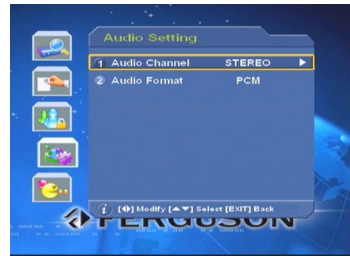 Audio Setting
1 Audio Channel STEREO
2 Audio Format PCM
i [◀▶] Modify [▲▼] Select [EXIT] Back
FERGUSON